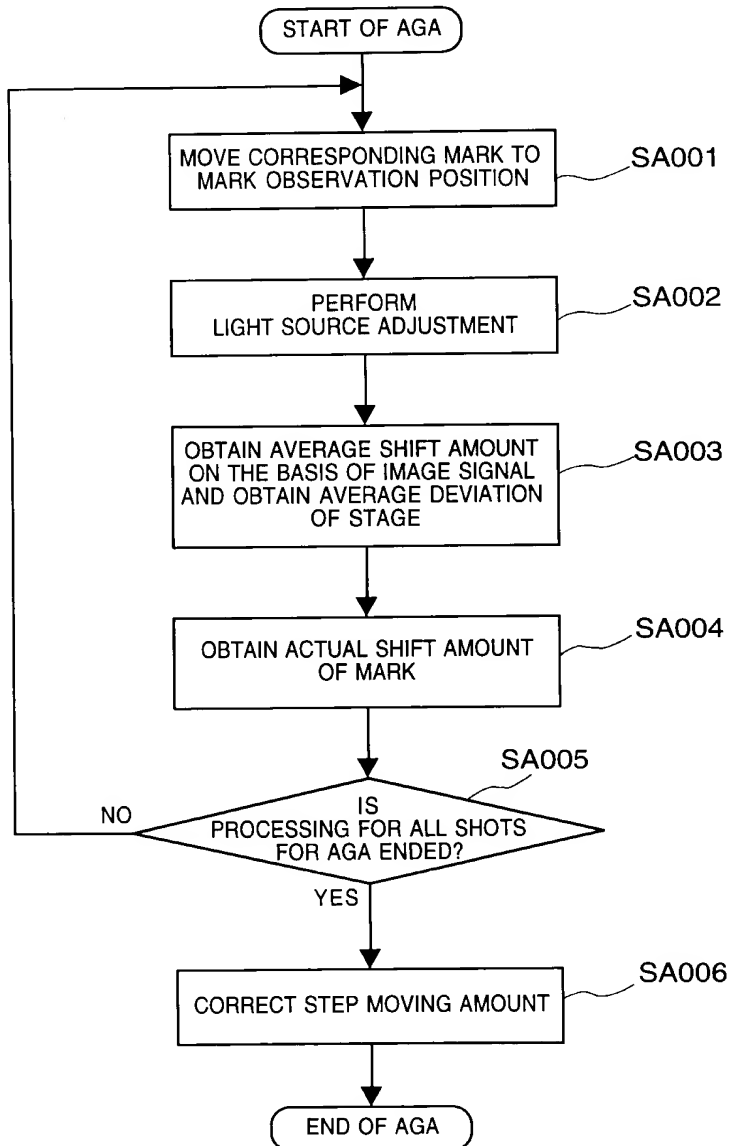 START OF AGA
MOVE CORRESPONDING MARK TO
MARK OBSERVATION POSITION
SA001
PERFORM
LIGHT SOURCE ADJUSTMENT
SA002
OBTAIN AVERAGE SHIFT AMOUNT
ON THE BASIS OF IMAGE SIGNAL
AND OBTAIN AVERAGE DEVIATION
OF STAGE
SA003
OBTAIN ACTUAL SHIFT AMOUNT
OF MARK
SA004
SA005
IS
PROCESSING FOR ALL SHOTS
FOR AGA ENDED?
NO
YES
CORRECT STEP MOVING AMOUNT
SA006
END OF AGA